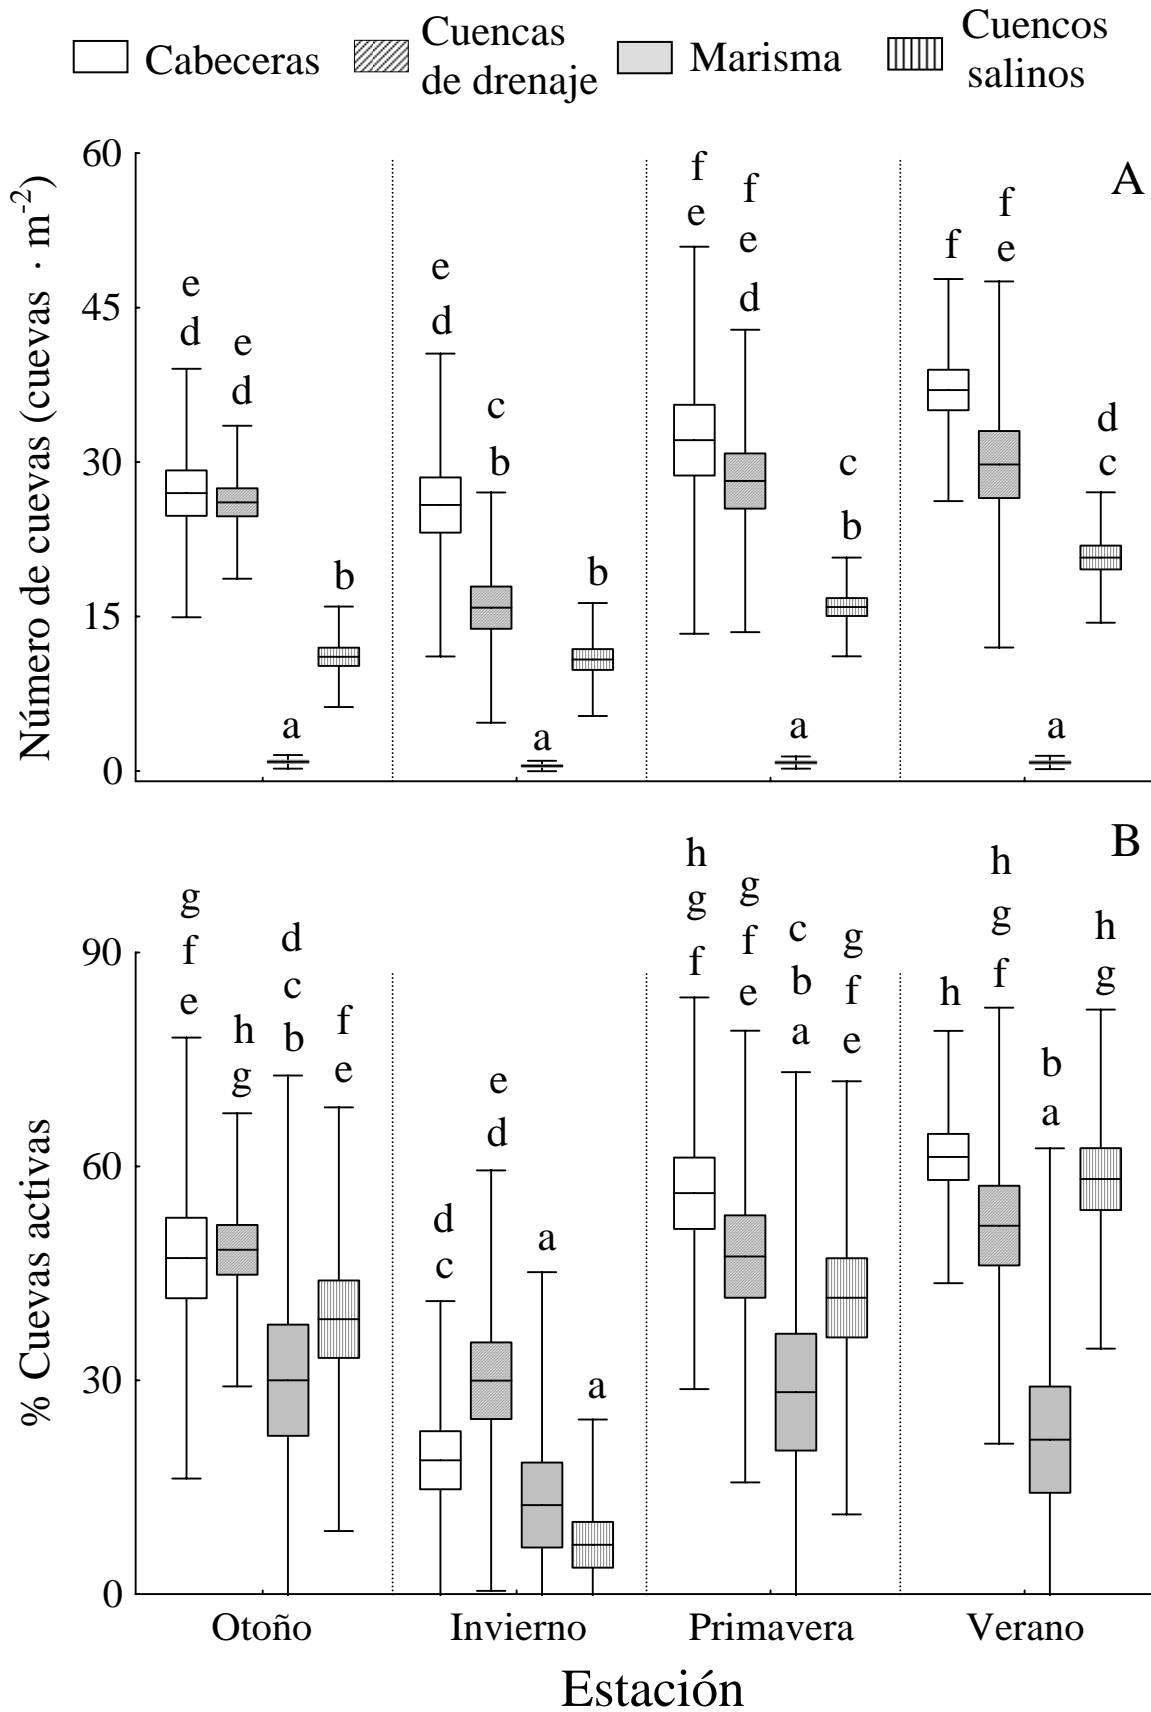 Cabeceras
Cuencas
de drenaje
Marisma
Cuencos
salinos
A
Número de cuevas (cuevas · m-2)
60
45
30
15
0
e
d
e
d
a
b
e
d
c
b
a
b
f
e
f
e
d
a
c
b
f
f
e
a
d
c
B
% Cuevas activas
90
60
30
0
g
f
e
h
g
d
c
b
f
e
d
c
e
d
a
a
h
g
f
g
f
e
c
b
a
g
f
e
h
h
g
f
b
a
h
g
Otoño
Invierno
Primavera
Verano
Estación